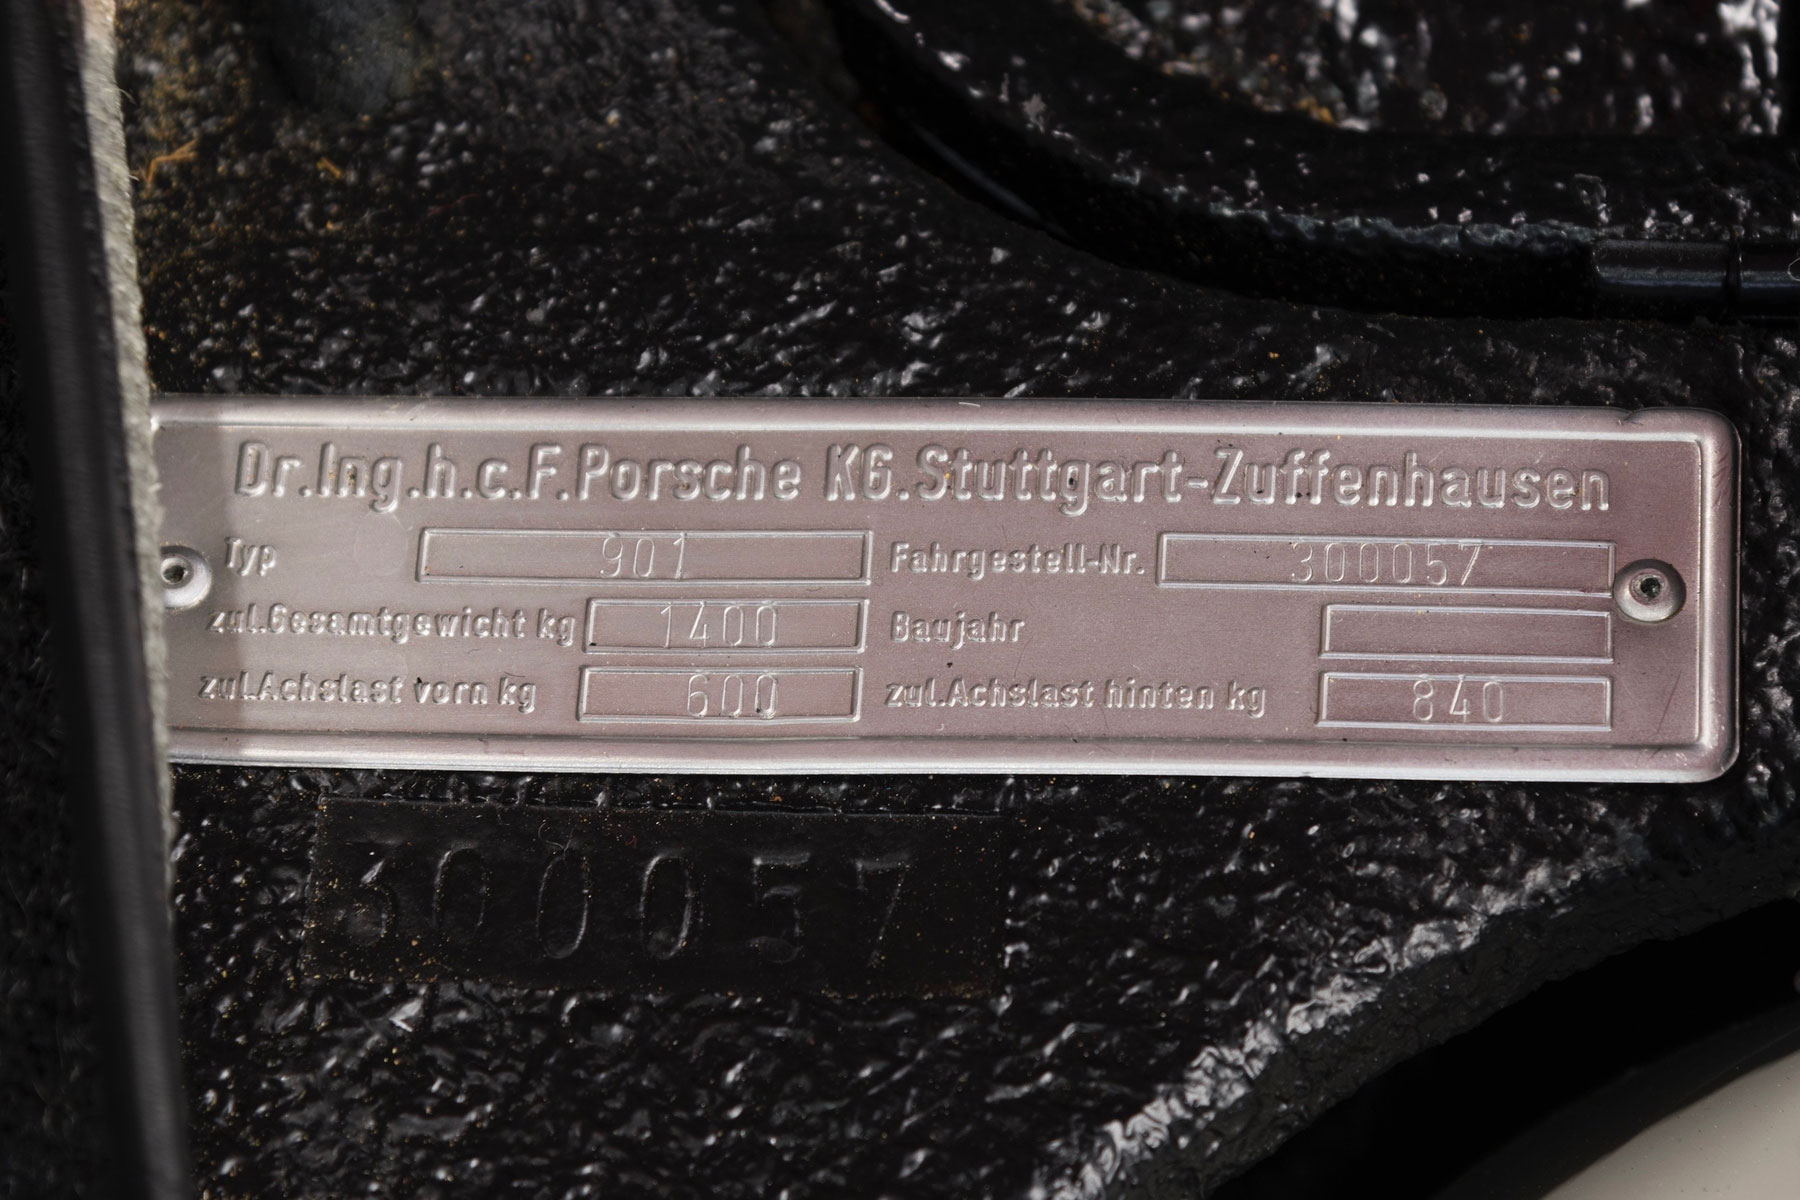 Dr.Ing.h.c.F.Porsche KG.Stuttgart-Zuffenhausen
Typ 901 Fahrgestell-Nr. 300057
zul.Gesamtgewicht kg 1400 Baujahr
zul.Achslast vorn kg 600 zul.Achslast hinten kg 840
300057